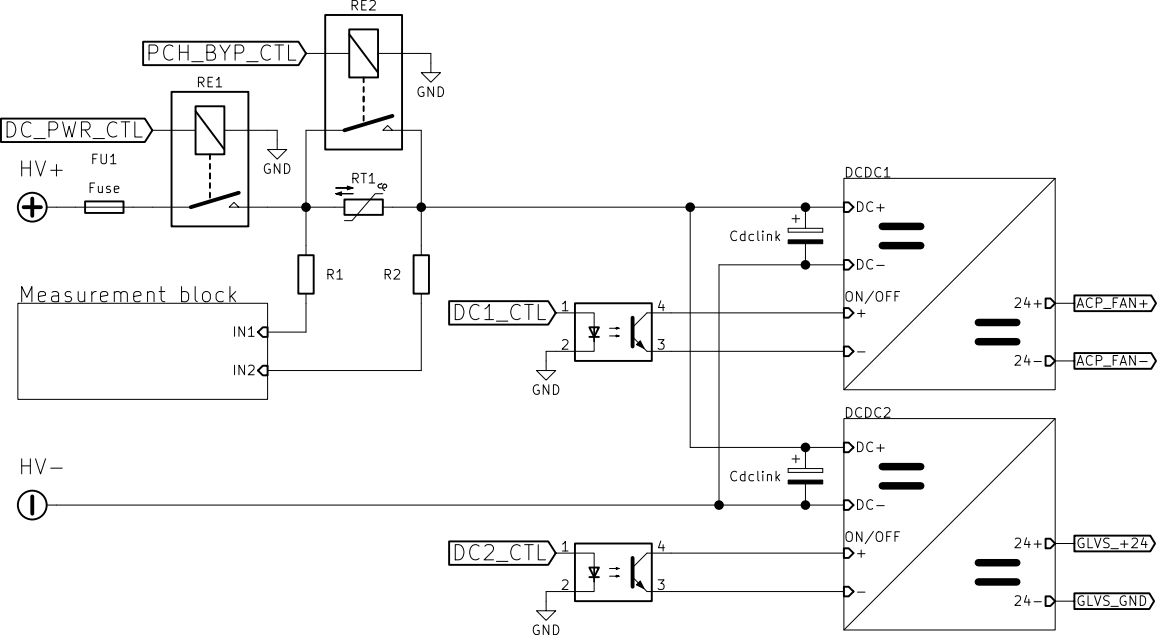 RE2
PCH_BYP_CTL
GND
RE1
DC_PWR_CTL
GND
HV+
FU1
Fuse
RT1
φ
R1
R2
Measurement block
IN1
IN2
DCDC1
DC+
+
Cdclink
DC-
ON/OFF
+
-
DC1_CTL
1
4
2
3
GND
24+
ACP_FAN+
24-
ACP_FAN-
DCDC2
DC+
+
Cdclink
DC-
HV-
ON/OFF
+
-
DC2_CTL
1
4
2
3
GND
24+
GLVS_+24
24-
GLVS_GND